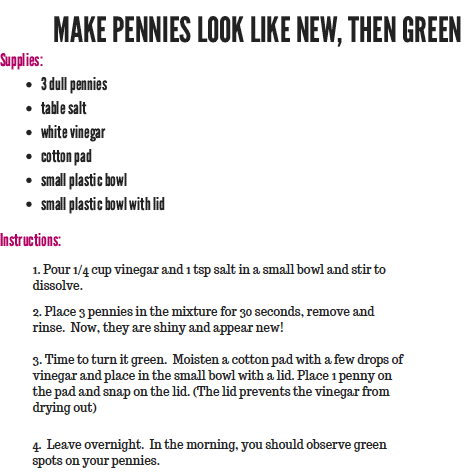 MAKE PENNIES LOOK LIKE NEW, THEN GREEN
Supplies:
• 3 dull pennies
• table salt
• white vinegar
• cotton pad
• small plastic bowl
• small plastic bowl with lid
Instructions:
1. Pour 1/4 cup vinegar and 1 tsp salt in a small bowl and stir to
dissolve.
2. Place 3 pennies in the mixture for 30 seconds, remove and
rinse.  Now, they are shiny and appear new!
3. Time to turn it green.  Moisten a cotton pad with a few drops of
vinegar and place in the small bowl with a lid. Place 1 penny on
the pad and snap on the lid. (The lid prevents the vinegar from
drying out)
4.  Leave overnight.  In the morning, you should observe green
spots on your pennies.